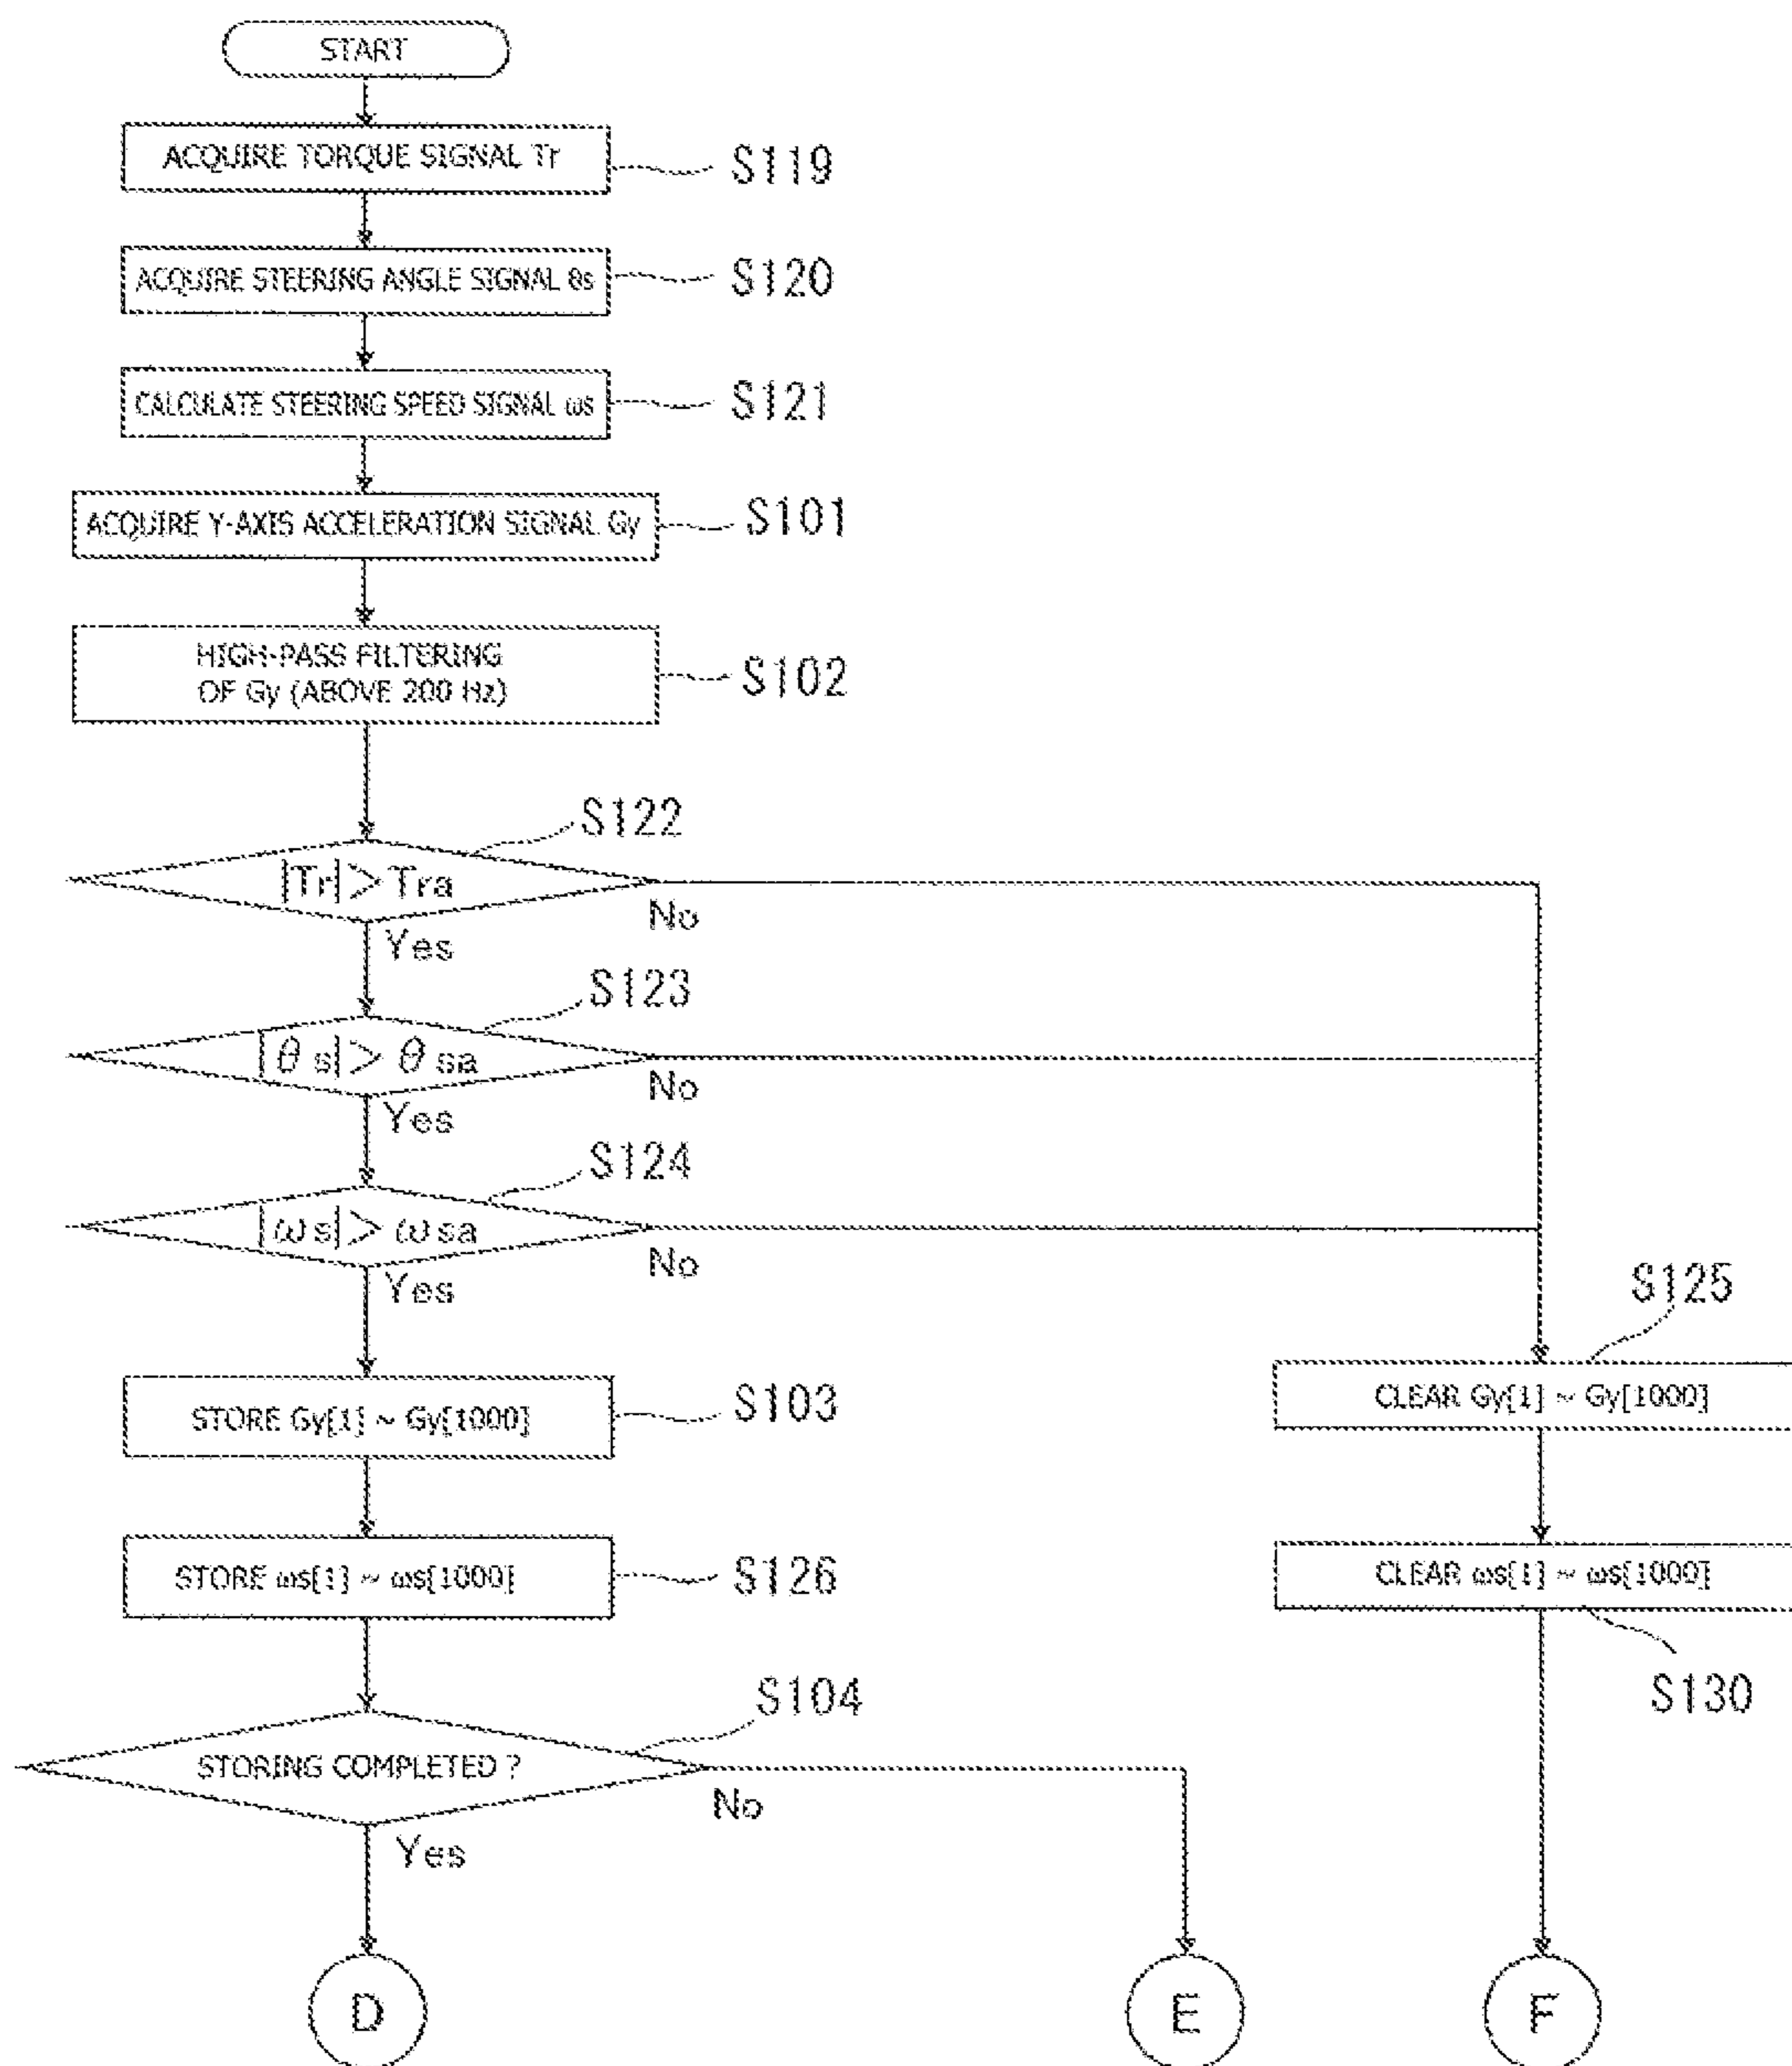 START
ACQUIRE TORQUE SIGNAL Tr
S119
ACQUIRE STEERING ANGLE SIGNAL θs
S120
CALCULATE STEERING SPEED SIGNAL ωs
S121
ACQUIRE Y-AXIS ACCELERATION SIGNAL Gy
S101
HIGH-PASS FILTERING
OF Gy (ABOVE 200 Hz)
S102
S122
|Tr| > Tra
No
Yes
S123
|θs| > θsa
No
Yes
S124
|ωs| > ωsa
No
Yes
S125
STORE Gy[1] ~ Gy[1000]
S103
CLEAR Gy[1] ~ Gy[1000]
STORE ωs[1] ~ ωs[1000]
S126
CLEAR ωs[1] ~ ωs[1000]
S130
S104
STORING COMPLETED ?
No
Yes
D
E
F